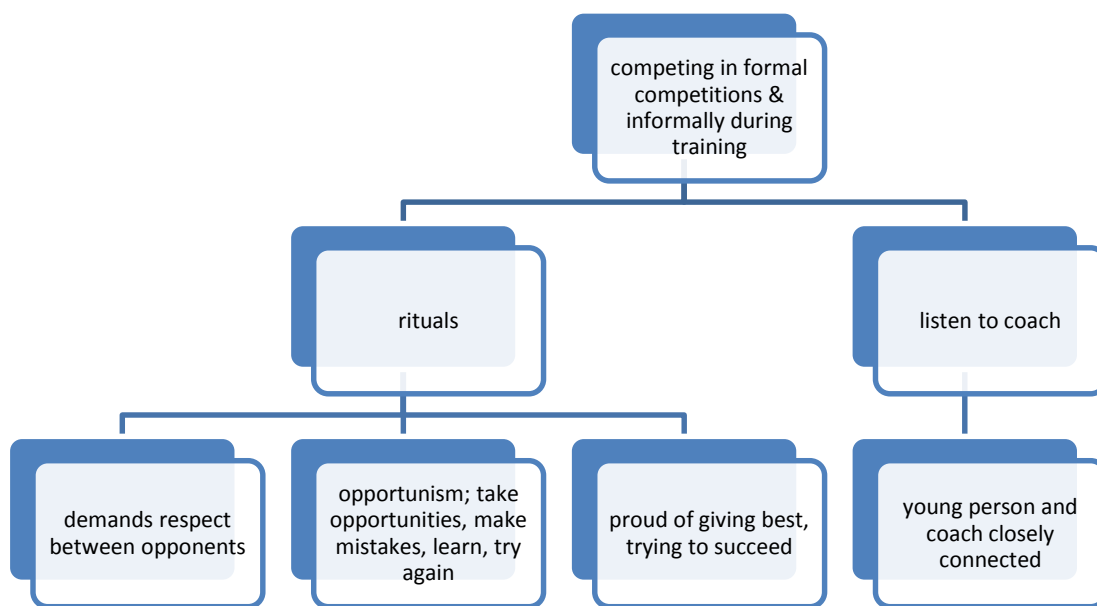 competing in formal
competitions &
informally during
training
rituals
listen to coach
demands respect
between opponents
opportunism; take
opportunities, make
mistakes, learn, try
again
proud of giving best,
trying to succeed
young person and
coach closely
connected